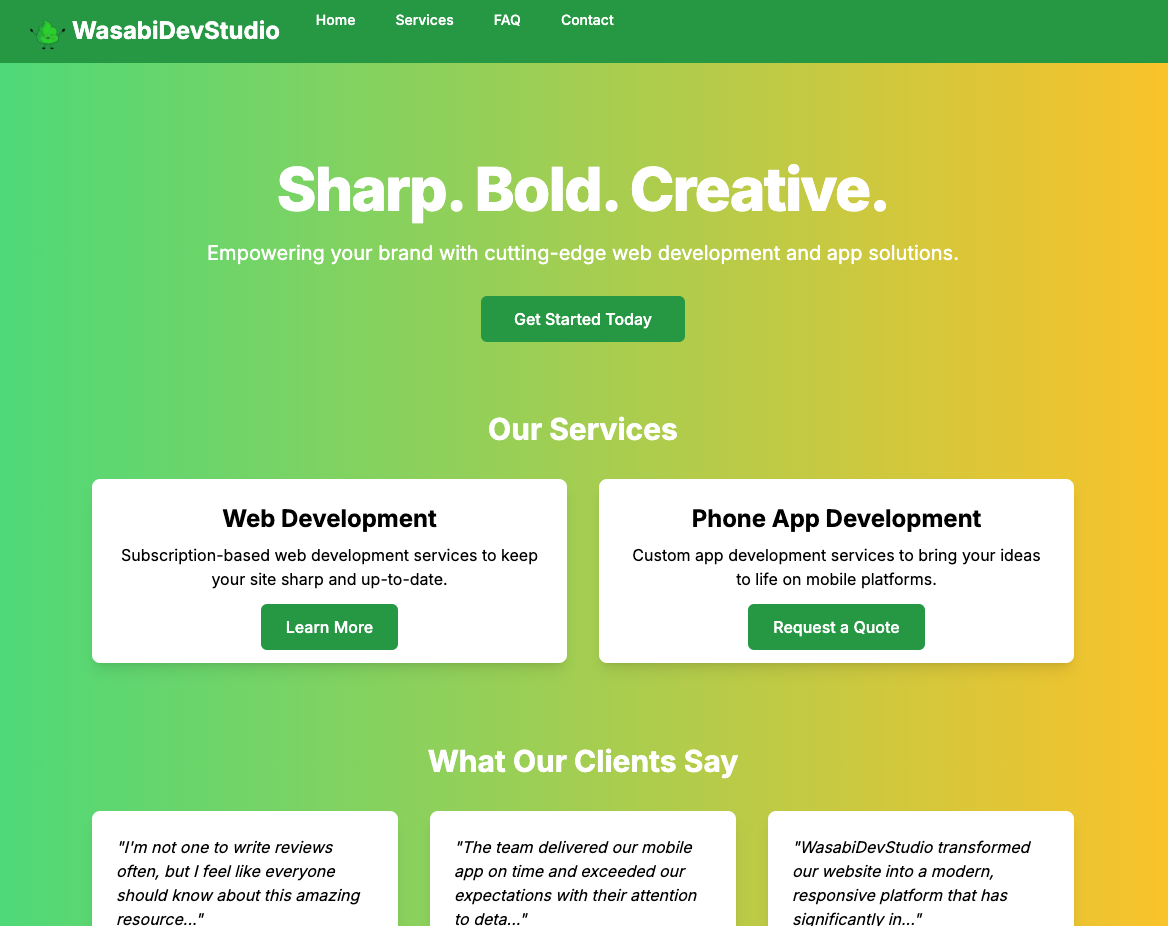 WasabiDevStudio
Home
Services
FAQ
Contact
Sharp. Bold. Creative.
Empowering your brand with cutting-edge web development and app solutions.
Get Started Today
Our Services
Web Development
Subscription-based web development services to keep
your site sharp and up-to-date.
Learn More
Phone App Development
Custom app development services to bring your ideas
to life on mobile platforms.
Request a Quote
What Our Clients Say
"I'm not one to write reviews
often, but I feel like everyone
should know about this amazing
resource..."
"The team delivered our mobile
app on time and exceeded our
expectations with their attention
to deta..."
"WasabiDevStudio transformed
our website into a modern,
responsive platform that has
significantly in..."